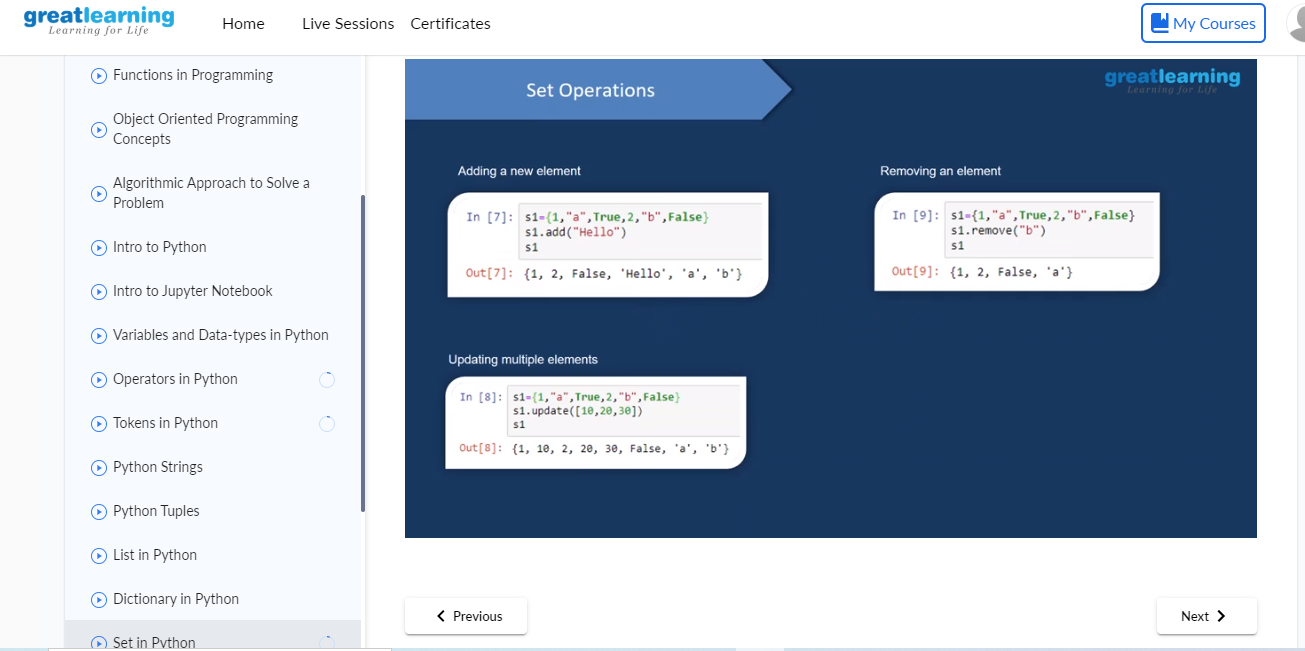 greatlearning
Learning for Life
Home
Live Sessions
Certificates
My Courses
Functions in Programming
Object Oriented Programming
Concepts
Algorithmic Approach to Solve a
Problem
Intro to Python
Intro to Jupyter Notebook
Variables and Data-types in Python
Operators in Python
Tokens in Python
Python Strings
Python Tuples
List in Python
Dictionary in Python
Set in Python
Set Operations
greatlearning
Learning for Life
Adding a new element
In [7]: s1={1,"a",True,2,"b",False}
s1.add("Hello")
s1
Out[7]: {1, 2, False, 'Hello', 'a', 'b'}
Removing an element
In [9]: s1={1,"a",True,2,"b",False}
s1.remove("b")
s1
Out[9]: {1, 2, False, 'a'}
Updating multiple elements
In [8]: s1={1,"a",True,2,"b",False}
s1.update([10,20,30])
s1
Out[8]: {1, 10, 2, 20, 30, False, 'a', 'b'}
Previous
Next